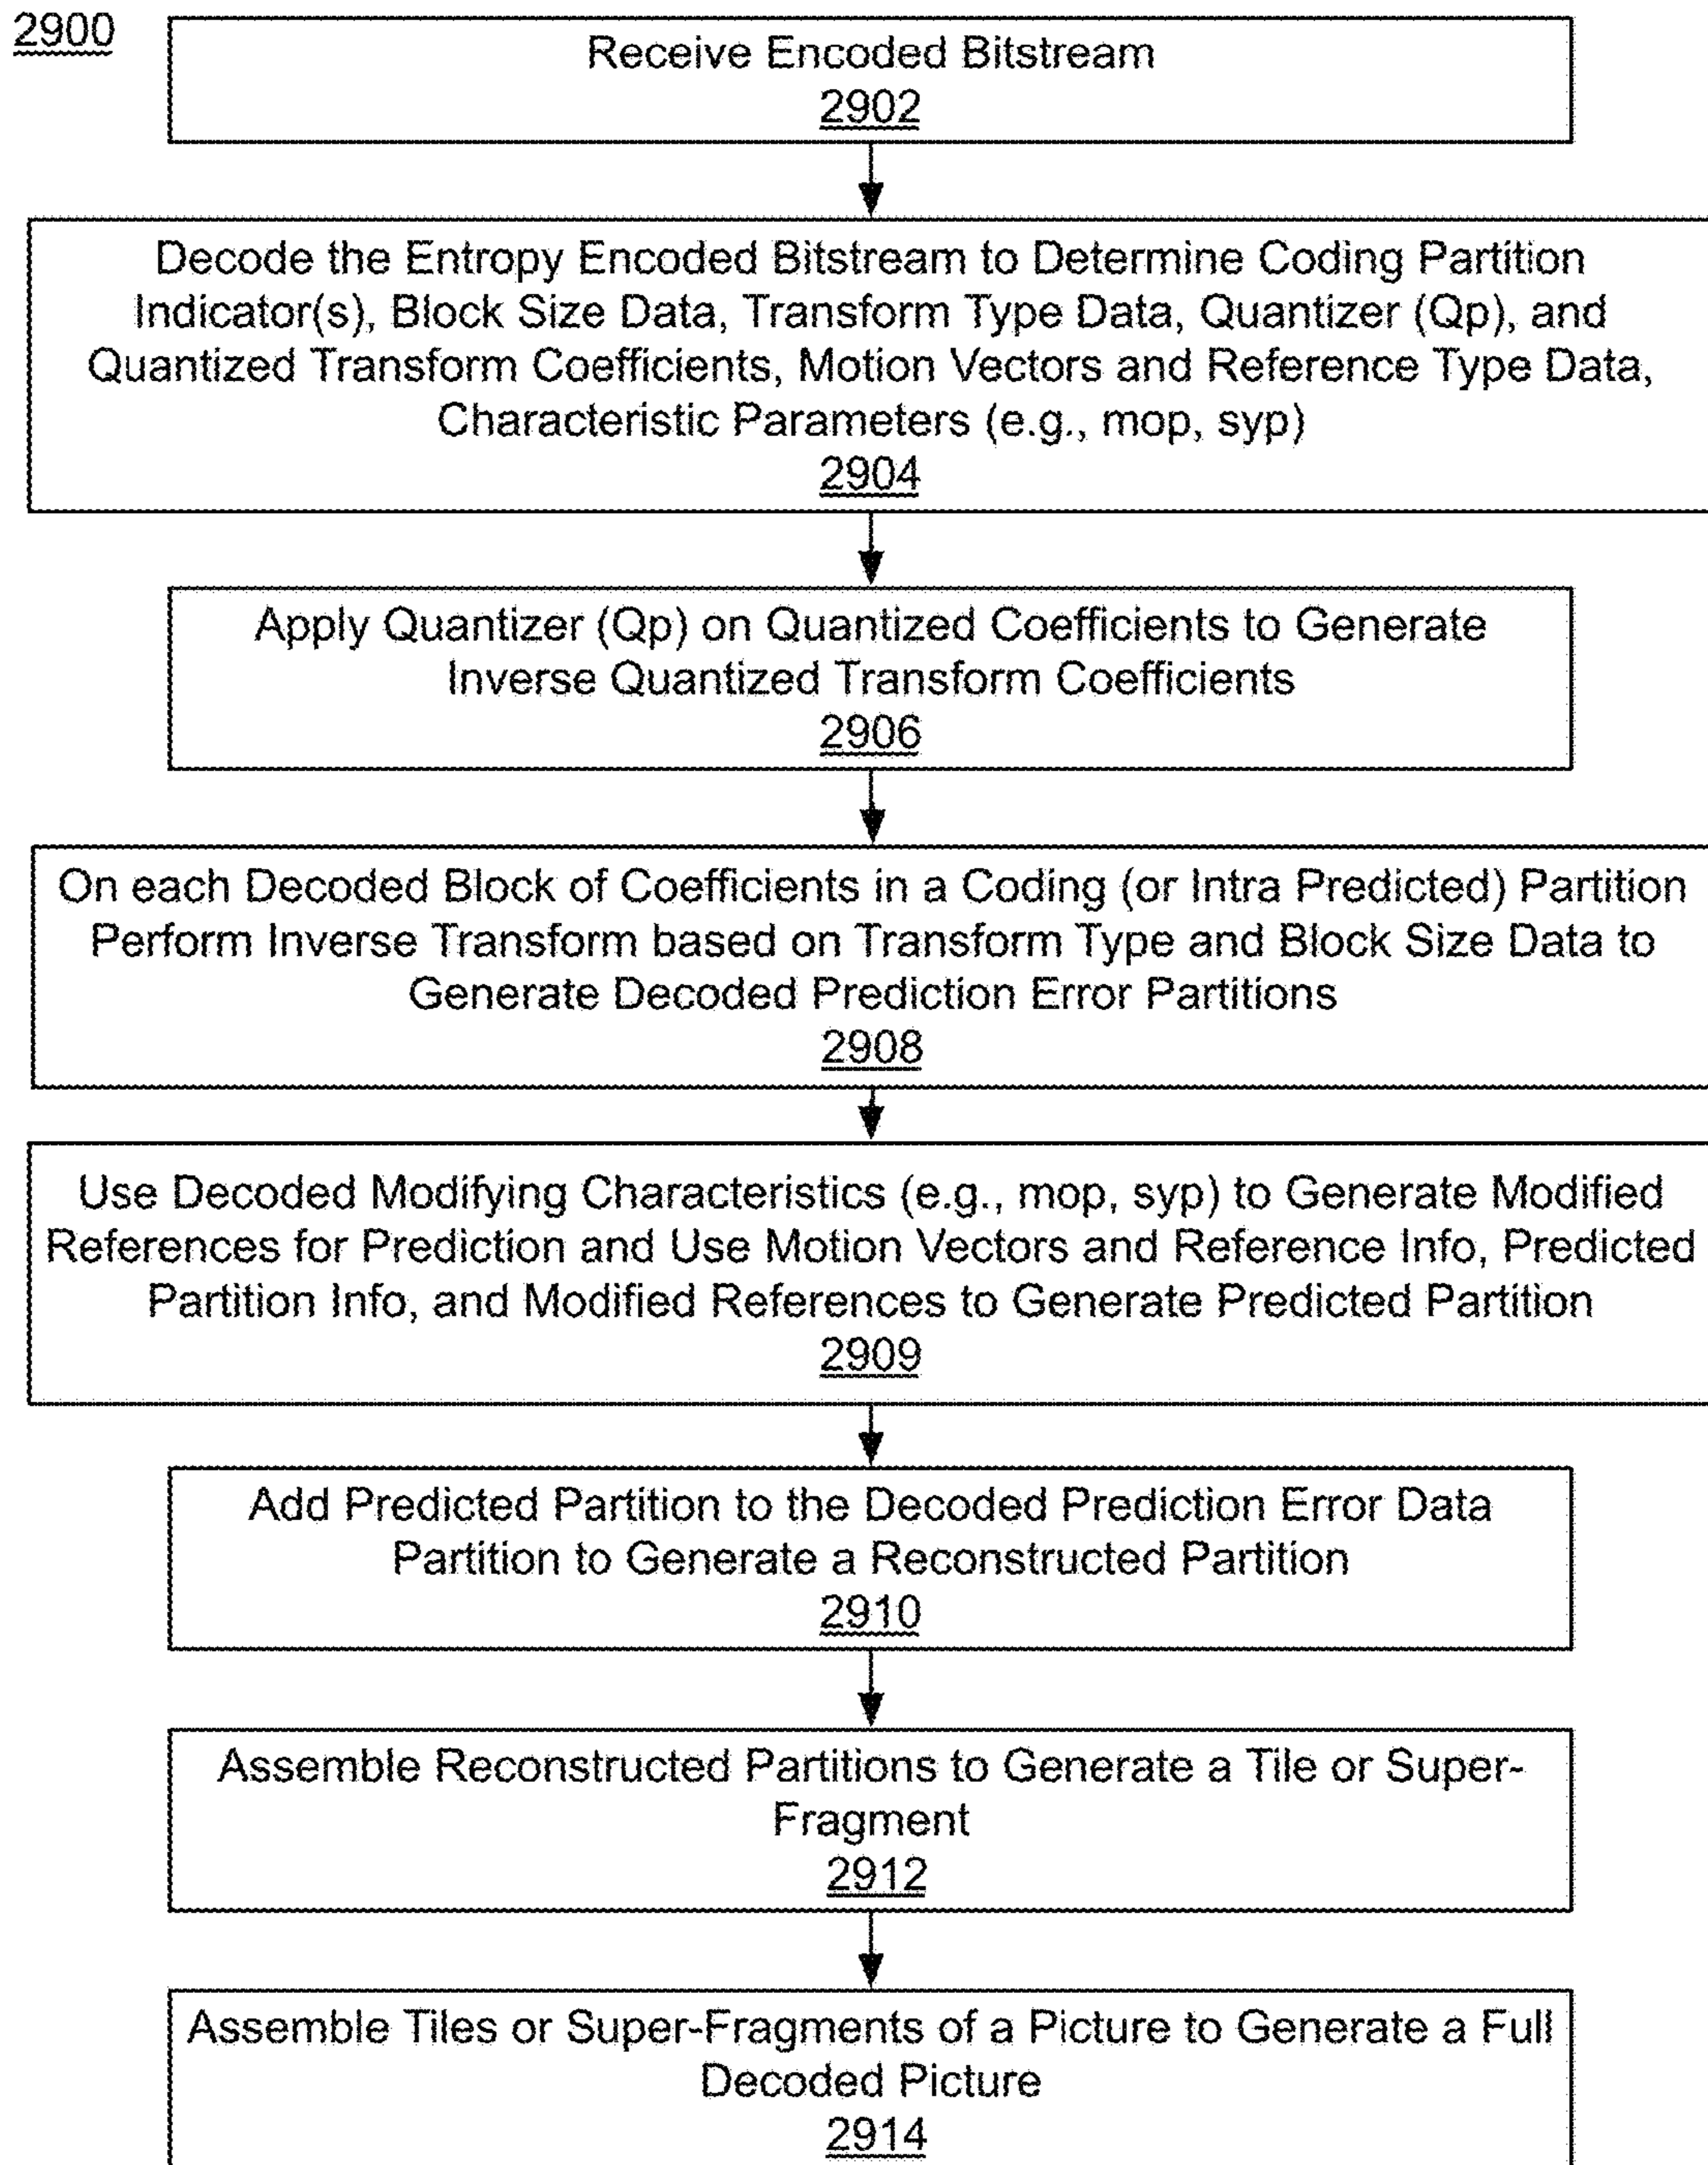 2900
Receive Encoded Bitstream
2902
Decode the Entropy Encoded Bitstream to Determine Coding Partition
Indicator(s), Block Size Data, Transform Type Data, Quantizer (Qp), and
Quantized Transform Coefficients, Motion Vectors and Reference Type Data,
Characteristic Parameters (e.g., mop, syp)
2904
Apply Quantizer (Qp) on Quantized Coefficients to Generate
Inverse Quantized Transform Coefficients
2906
On each Decoded Block of Coefficients in a Coding (or Intra Predicted) Partition
Perform Inverse Transform based on Transform Type and Block Size Data to
Generate Decoded Prediction Error Partitions
2908
Use Decoded Modifying Characteristics (e.g., mop, syp) to Generate Modified
References for Prediction and Use Motion Vectors and Reference Info, Predicted
Partition Info, and Modified References to Generate Predicted Partition
2909
Add Predicted Partition to the Decoded Prediction Error Data
Partition to Generate a Reconstructed Partition
2910
Assemble Reconstructed Partitions to Generate a Tile or Super-
Fragment
2912
Assemble Tiles or Super-Fragments of a Picture to Generate a Full
Decoded Picture
2914